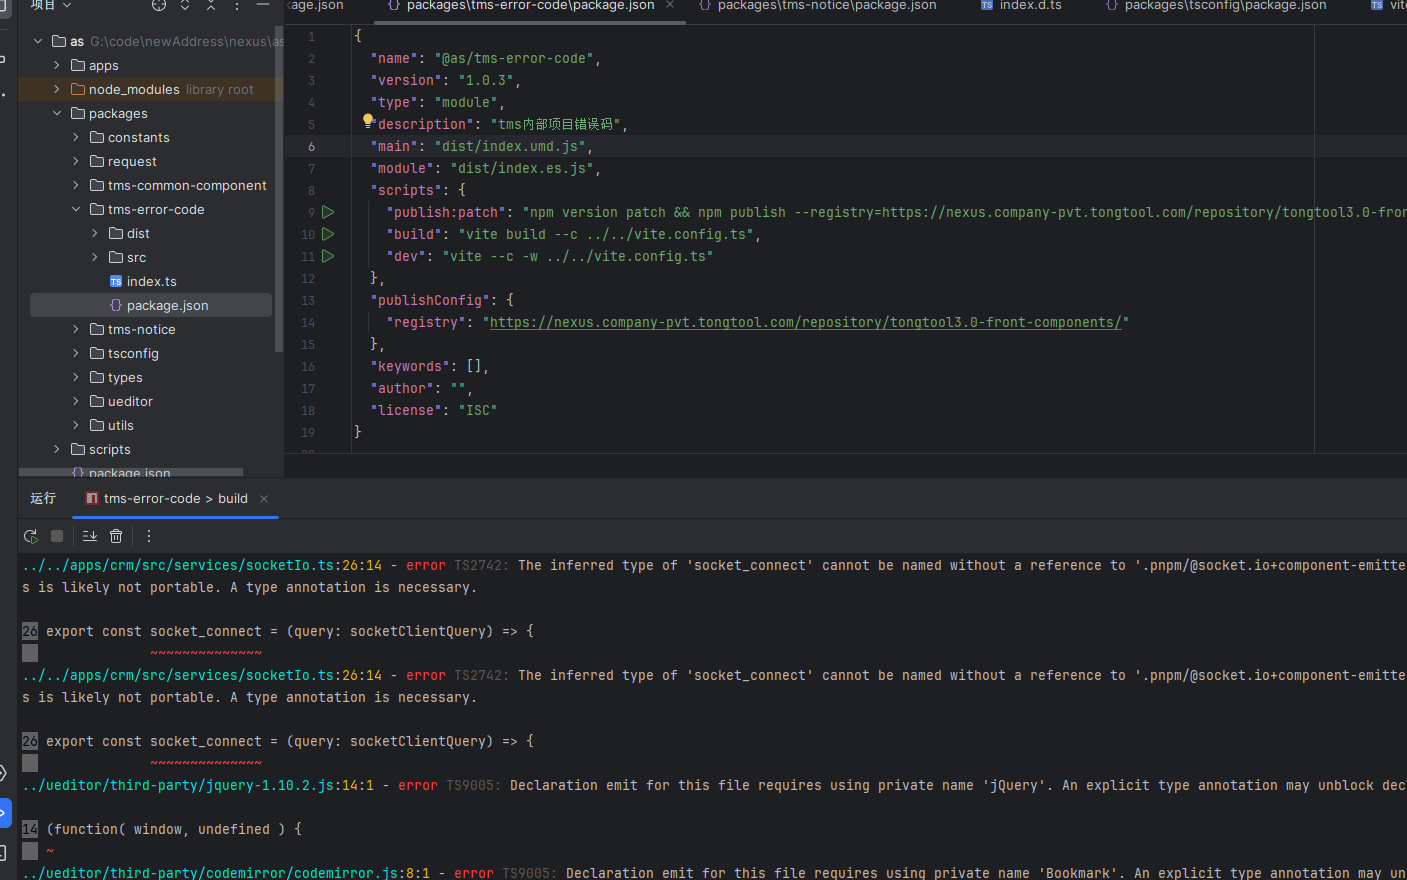 项目
kage.json
packages\tms-error-code\package.json
packages\tms-notice\package.json
index.d.ts
packages\tsconfig\package.json
as G:\code\newAddress\nexus\as
apps
node_modules library root
packages
constants
request
tms-common-component
tms-error-code
dist
src
TS index.ts
package.json
tms-notice
tsconfig
types
ueditor
utils
scripts
package.json
1 {
2 "name": "@as/tms-error-code",
3 "version": "1.0.3",
4 "type": "module",
5 "description": "tms内部项目错误码",
6 "main": "dist/index.umd.js",
7 "module": "dist/index.es.js",
8 "scripts": {
9 "publish:patch": "npm version patch && npm publish --registry=https://nexus.company-pvt.tongtool.com/repository/tongtool3.0-fron
10 "build": "vite build --c ../../vite.config.ts",
11 "dev": "vite --c -w ../../vite.config.ts"
12 },
13 "publishConfig": {
14 "registry": "https://nexus.company-pvt.tongtool.com/repository/tongtool3.0-front-components/"
15 },
16 "keywords": [],
17 "author": "",
18 "license": "ISC"
19 }
运行
tms-error-code > build
../../apps/crm/src/services/socketIo.ts:26:14 - error TS2742: The inferred type of 'socket_connect' cannot be named without a reference to '.pnpm/@socket.io+component-emitte
s is likely not portable. A type annotation is necessary.
26 export const socket_connect = (query: socketClientQuery) => {
~~~~~~~~~~~~~~
../../apps/crm/src/services/socketIo.ts:26:14 - error TS2742: The inferred type of 'socket_connect' cannot be named without a reference to '.pnpm/@socket.io+component-emitte
s is likely not portable. A type annotation is necessary.
26 export const socket_connect = (query: socketClientQuery) => {
~~~~~~~~~~~~~~
../ueditor/third-party/jquery-1.10.2.js:14:1 - error TS9005: Declaration emit for this file requires using private name 'jQuery'. An explicit type annotation may unblock decl
14 (function( window, undefined ) {
~
../ueditor/third-party/codemirror/codemirror.js:8:1 - error TS9005: Declaration emit for this file requires using private name 'Bookmark'. An explicit type annotation may un